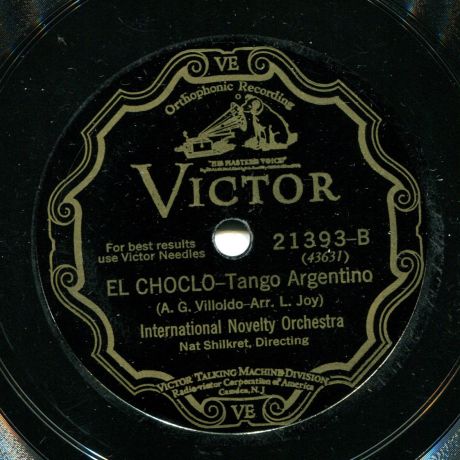 VE
Orthophonic Recording
"HIS MASTER'S VOICE"
VICTOR
For best results
use Victor Needles
21393-B
(43631)
EL CHOCLO-Tango Argentino
(A. G. Villoldo-Arr. L. Joy)
International Novelty Orchestra
Nat Shilkret, Directing
VICTOR TALKING MACHINE DIVISION
Radio-Victor Corporation of America
Camden, N.J.
VE